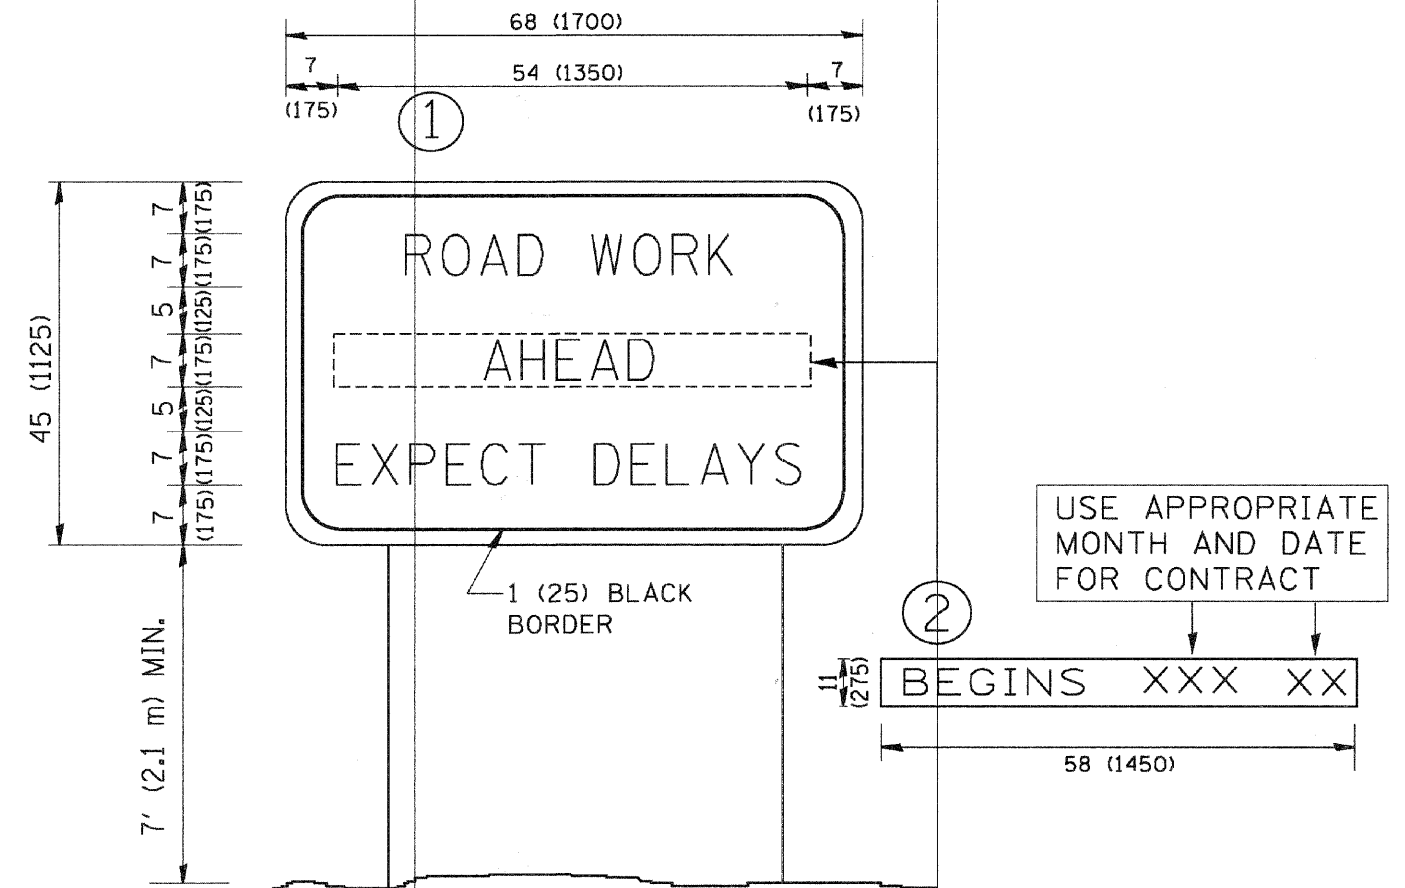 68 (1700)
7
54 (1350)
7
(175)
(175)
1
45 (1125)
7
(175)
7
(175)
5
(125)
7
(175)
5
(125)
7
(175)
7
(175)
ROAD WORK
AHEAD
EXPECT DELAYS
1 (25) BLACK
BORDER
7' (2.1 m) MIN.
USE APPROPRIATE
MONTH AND DATE
FOR CONTRACT
2
11
(275)
BEGINS XXX XX
58 (1450)